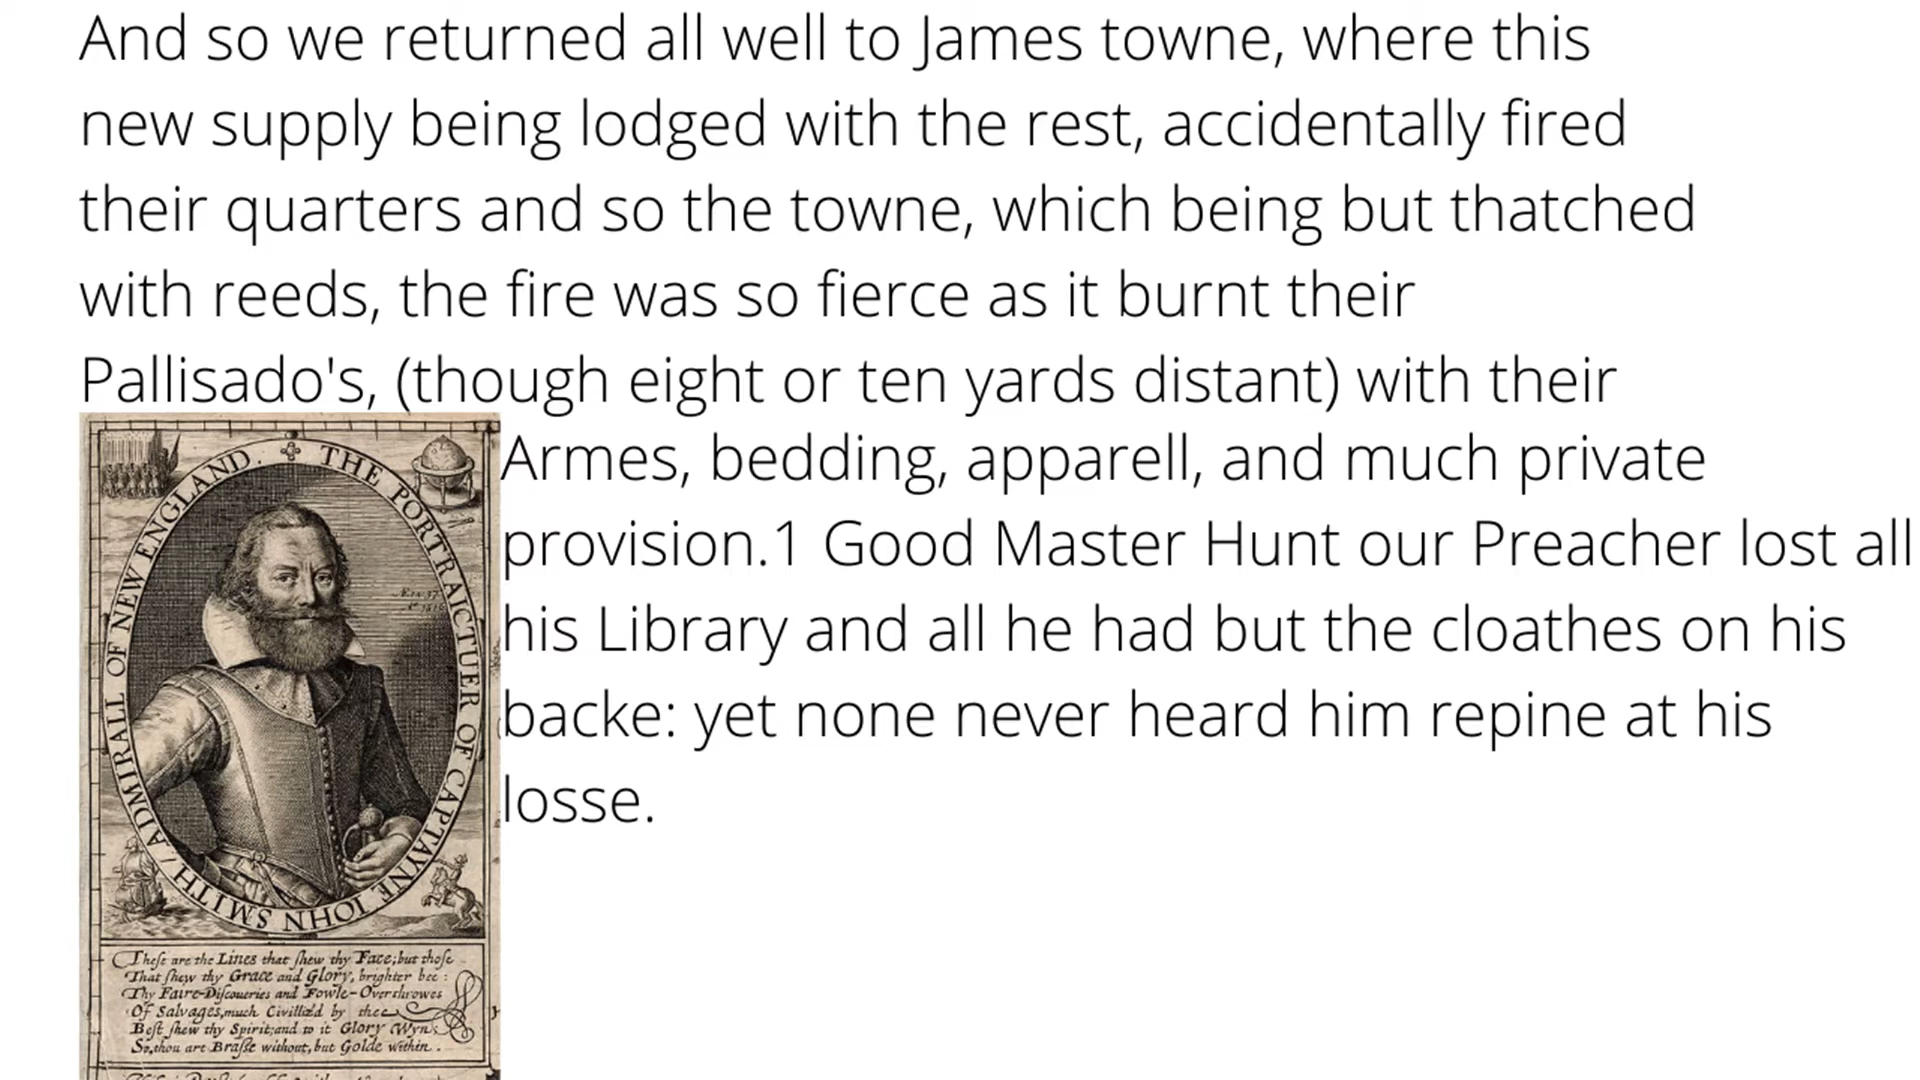 And so we returned all well to James towne, where this
new supply being lodged with the rest, accidentally fired
their quarters and so the towne, which being but thatched
with reeds, the fire was so fierce as it burnt their
Pallisado's, (though eight or ten yards distant) with their
Armes, bedding, apparell, and much private
provision.1 Good Master Hunt our Preacher lost all
his Library and all he had but the cloathes on his
backe: yet none never heard him repine at his
losse.
THE PORTRAICTUER OF CAPTAYNE IOHN SMITH / ADMIRALL OF NEW ENGLAND.
These are the Lines that shew thy Face; but those
That shew thy Grace and Glory, brighter bee :
Thy Faire-Discoueries and Fowle-Overthrowes
Of Salvages, much Civilliz'd by thee
Best shew thy Spirit; and to it Glory Wyn;
So, thou art Brasse without, but Golde within.